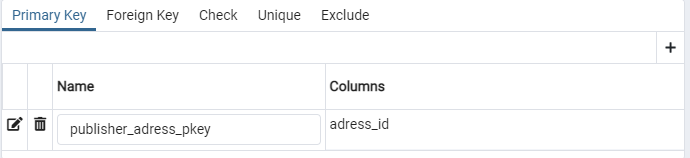 Primary Key Foreign Key Check Unique Exclude
+
Name Columns
publisher_adress_pkey adress_id